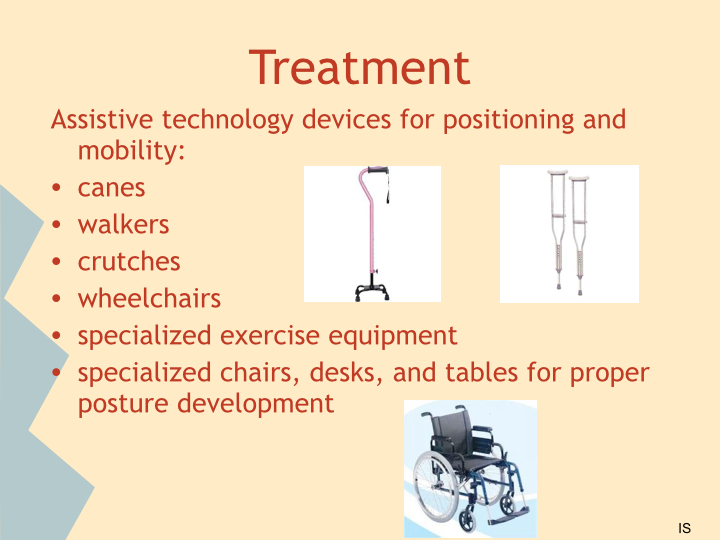 Treatment
Assistive technology devices for positioning and
mobility:
• canes
• walkers
• crutches
• wheelchairs
• specialized exercise equipment
• specialized chairs, desks, and tables for proper
posture development
IS